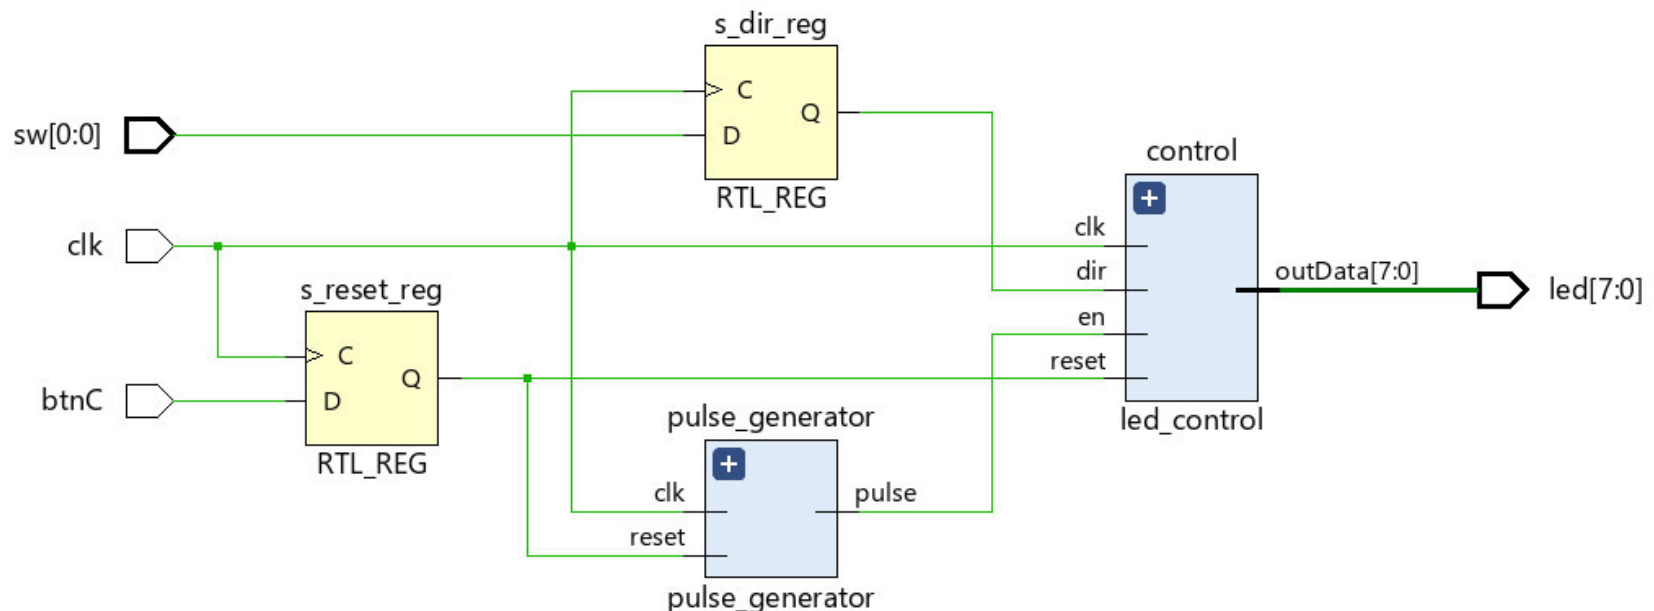 s_dir_reg
C
Q
D
RTL_REG
sw[0:0]
clk
btnC
s_reset_reg
C
Q
D
RTL_REG
pulse_generator
+
clk
pulse
reset
pulse_generator
control
+
clk
dir
en
reset
outData[7:0]
led_control
led[7:0]